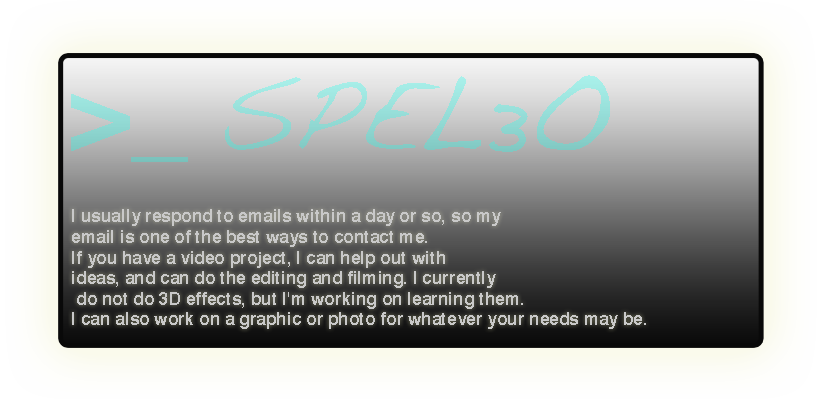 >_ SPEL3O
I usually respond to emails within a day or so, so my
email is one of the best ways to contact me.
If you have a video project, I can help out with
ideas, and can do the editing and filming. I currently
do not do 3D effects, but I'm working on learning them.
I can also work on a graphic or photo for whatever your needs may be.